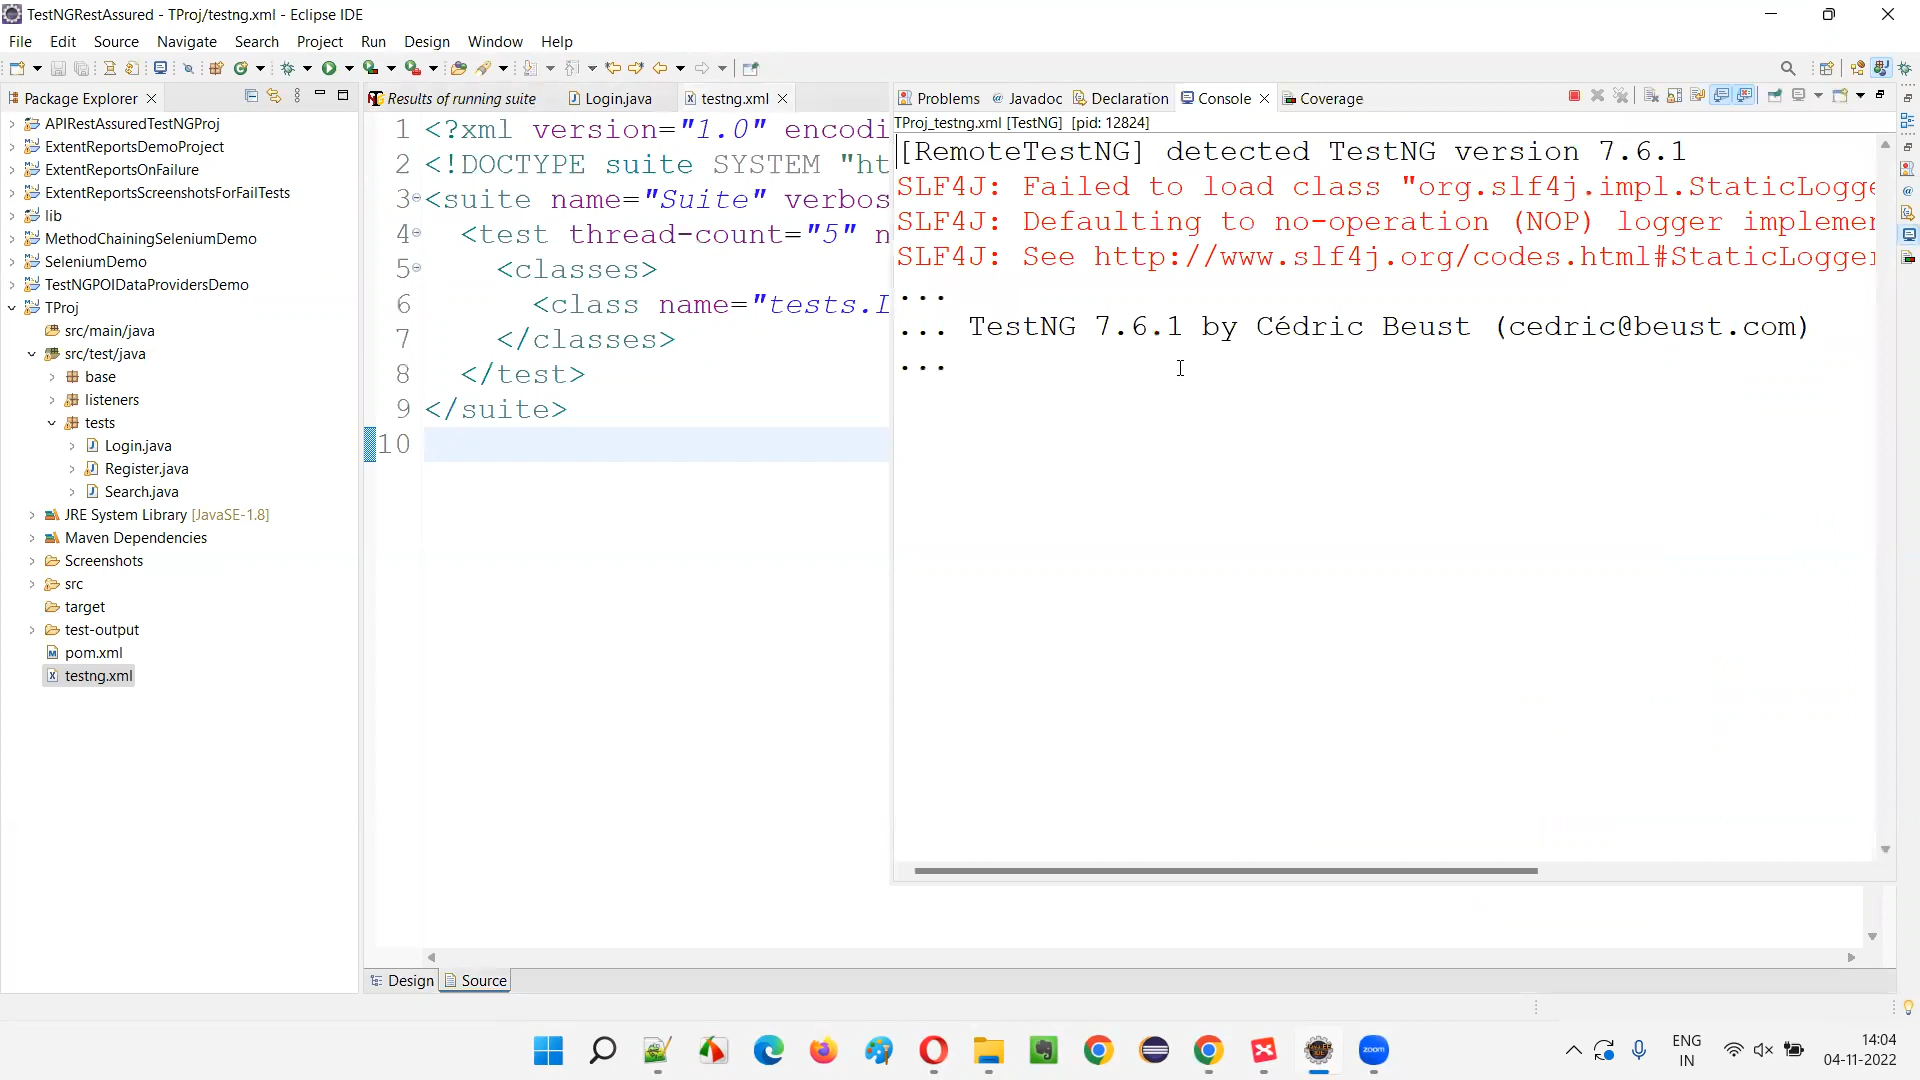 TestNGRestAssured - TProj/testng.xml - Eclipse IDE
File Edit Source Navigate Search Project Run Design Window Help
Package Explorer
APIRestAssuredTestNGProj
ExtentReportsDemoProject
ExtentReportsOnFailure
ExtentReportsScreenshotsForFailTests
lib
MethodChainingSeleniumDemo
SeleniumDemo
TestNGPOIDataProvidersDemo
TProj
src/main/java
src/test/java
base
listeners
tests
Login.java
Register.java
Search.java
JRE System Library [JavaSE-1.8]
Maven Dependencies
Screenshots
src
target
test-output
pom.xml
testng.xml
Results of running suite Login.java testng.xml
1 <?xml version="1.0" encodi
2 <!DOCTYPE suite SYSTEM "ht
3 <suite name="Suite" verbos
4 <test thread-count="5" n
5 <classes>
6 <class name="tests.L
7 </classes>
8 </test>
9 </suite>
10
Design Source
Problems Javadoc Declaration Console Coverage
TProj_testng.xml [TestNG] [pid: 12824]
[RemoteTestNG] detected TestNG version 7.6.1
SLF4J: Failed to load class "org.slf4j.impl.StaticLogge
SLF4J: Defaulting to no-operation (NOP) logger implemen
SLF4J: See http://www.slf4j.org/codes.html#StaticLogger
...
... TestNG 7.6.1 by Cédric Beust (cedric@beust.com)
...
zoom
ENG
IN
14:04
04-11-2022